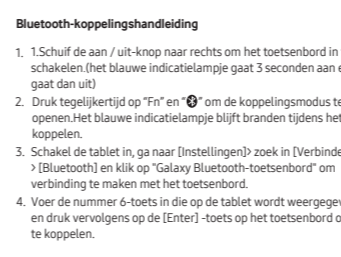 Bluetooth-koppelingshandleiding
1. 1.Schuif de aan / uit-knop naar rechts om het toetsenbord in
schakelen.(het blauwe indicatielampje gaat 3 seconden aan
gaat dan uit)
2. Druk tegelijkertijd op “Fn” en “” om de koppelingsmodus te
openen.Het blauwe indicatielampje blijft branden tijdens het
koppelen.
3. Schakel de tablet in, ga naar [Instellingen]> zoek in [Verbinde
> [Bluetooth] en klik op "Galaxy Bluetooth-toetsenbord" om
verbinding te maken met het toetsenbord.
4. Voer de nummer 6-toets in die op de tablet wordt weergege
en druk vervolgens op de [Enter] -toets op het toetsenbord
te koppelen.